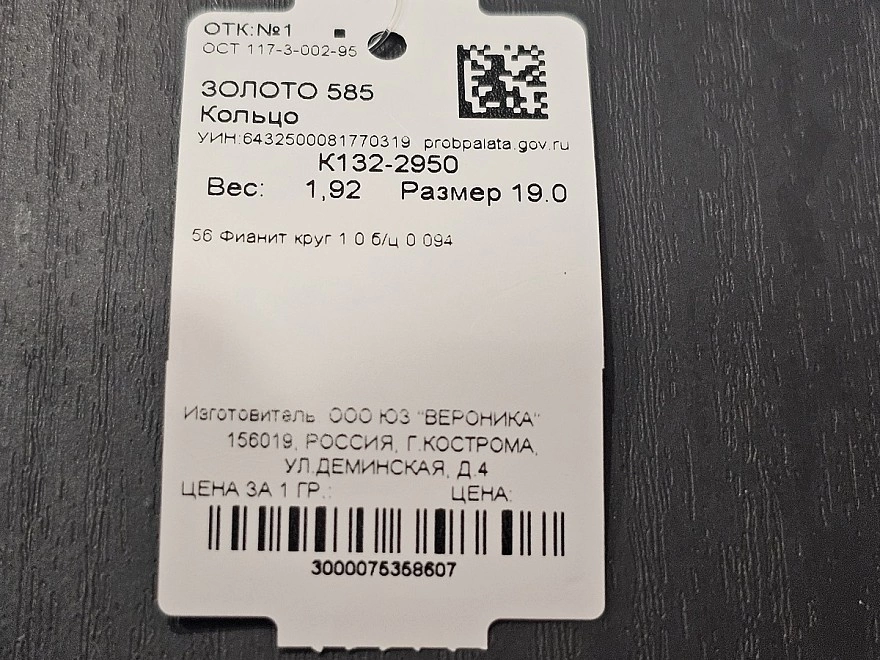 ОТК:№1
ОСТ 117-3-002-95
ЗОЛОТО 585
Кольцо
УИН:6432500081770319 probpalata.gov.ru
К132-2950
Вес: 1,92 Размер 19.0
56 Фианит круг 1 0 б/ц 0 094
Изготовитель ООО ЮЗ "ВЕРОНИКА"
156019, РОССИЯ, Г.КОСТРОМА,
УЛ.ДЕМИНСКАЯ, Д.4
ЦЕНА ЗА 1 ГР.: ЦЕНА:
3000075358607